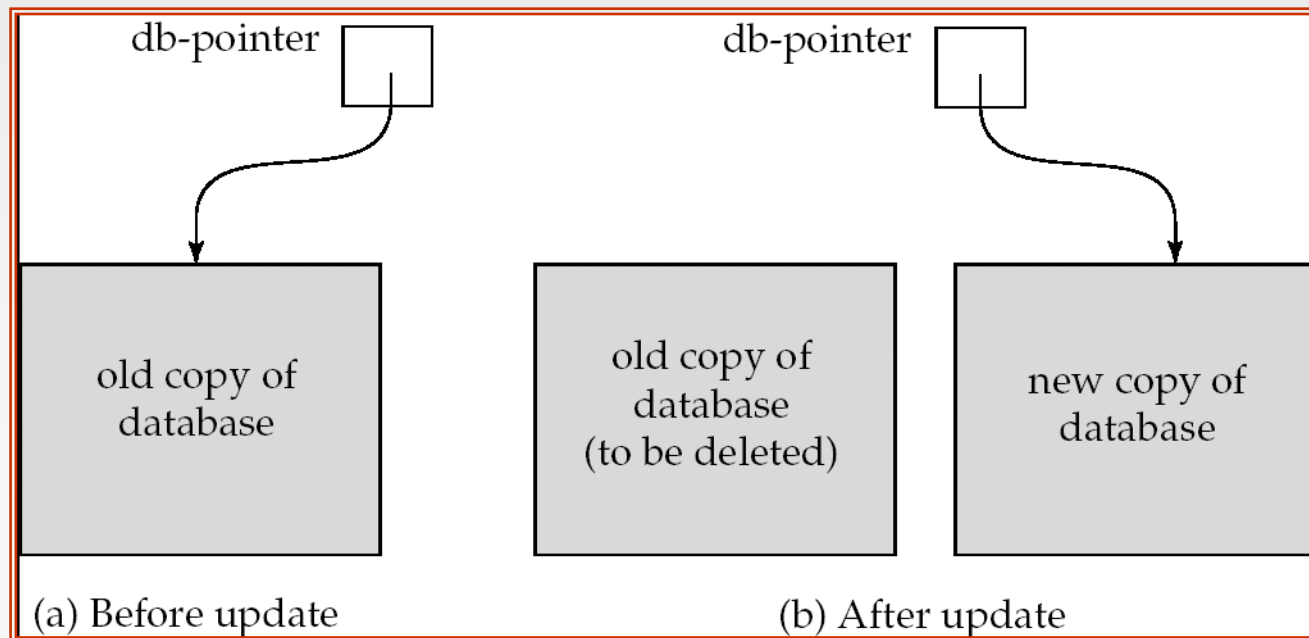 db-pointer
db-pointer
old copy of
database
old copy of
database
(to be deleted)
new copy of
database
(a) Before update
(b) After update